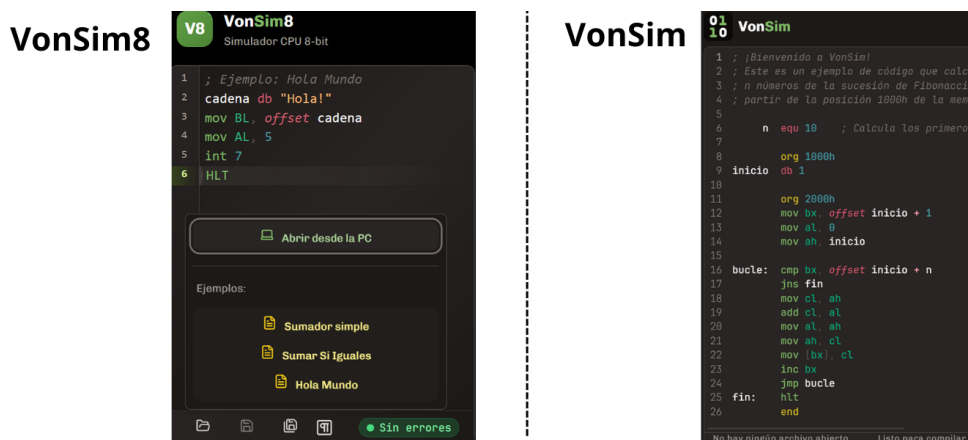 VonSim8
V8
VonSim8
Simulador CPU 8-bit
1 ; Ejemplo: Hola Mundo
2 cadena db "Hola!"
3 mov BL, offset cadena
4 mov AL, 5
5 int 7
6 HLT
Abrir desde la PC
Ejemplos:
Sumador simple
Sumar Si Iguales
Hola Mundo
Sin errores
VonSim
01
10
VonSim
1 ; ¡Bienvenido a VonSim!
2 ; Este es un ejemplo de código que calc
3 ; n números de la sucesión de Fibonacci
4 ; partir de la posición 1000h de la mem
5
6 n equ 10 ; Calcula los primero
7
8 org 1000h
9 inicio db 1
10
11 org 2000h
12 mov bx, offset inicio + 1
13 mov al, 0
14 mov ah, inicio
15
16 bucle: cmp bx, offset inicio + n
17 jns fin
18 mov cl, ah
19 add cl, al
20 mov al, ah
21 mov ah, cl
22 mov [bx], cl
23 inc bx
24 jmp bucle
25 fin: hlt
26 end
No hay ningún archivo abierto Listo para compilar